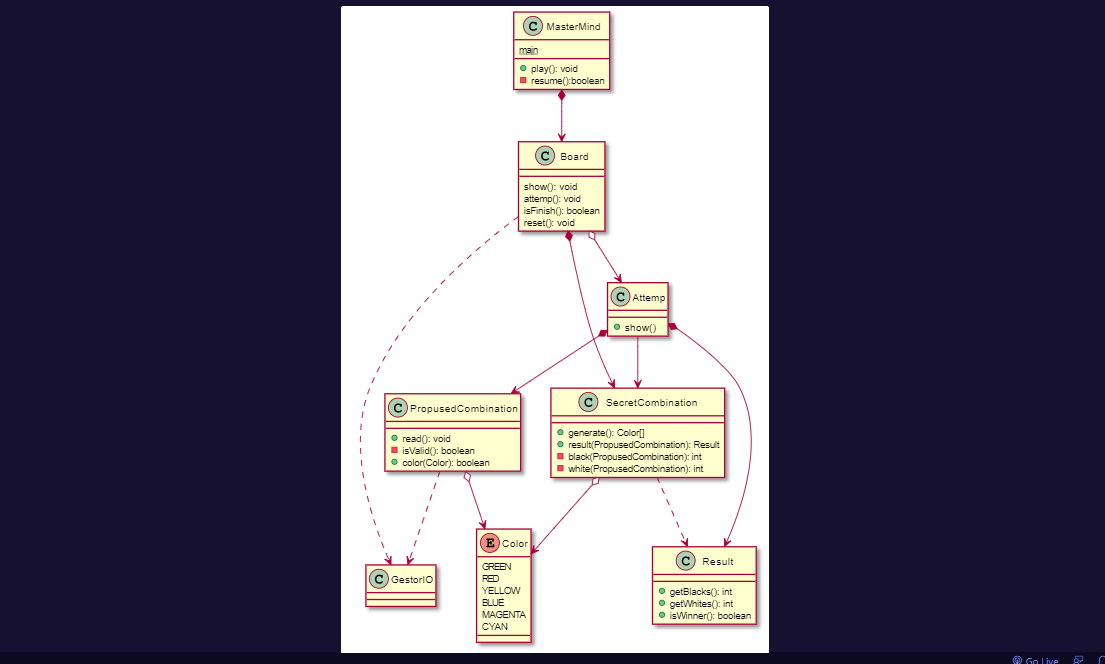 C MasterMind
main
play(): void
resume():boolean
C Board
show(): void
attemp(): void
isFinish(): boolean
reset(): void
C Attemp
show()
C PropusedCombination
read(): void
isValid(): boolean
color(Color): boolean
C SecretCombination
generate(): Color[]
result(PropusedCombination): Result
black(PropusedCombination): int
white(PropusedCombination): int
C GestorIO
E Color
GREEN
RED
YELLOW
BLUE
MAGENTA
CYAN
C Result
getBlacks(): int
getWhites(): int
isWinner(): boolean
Go Live